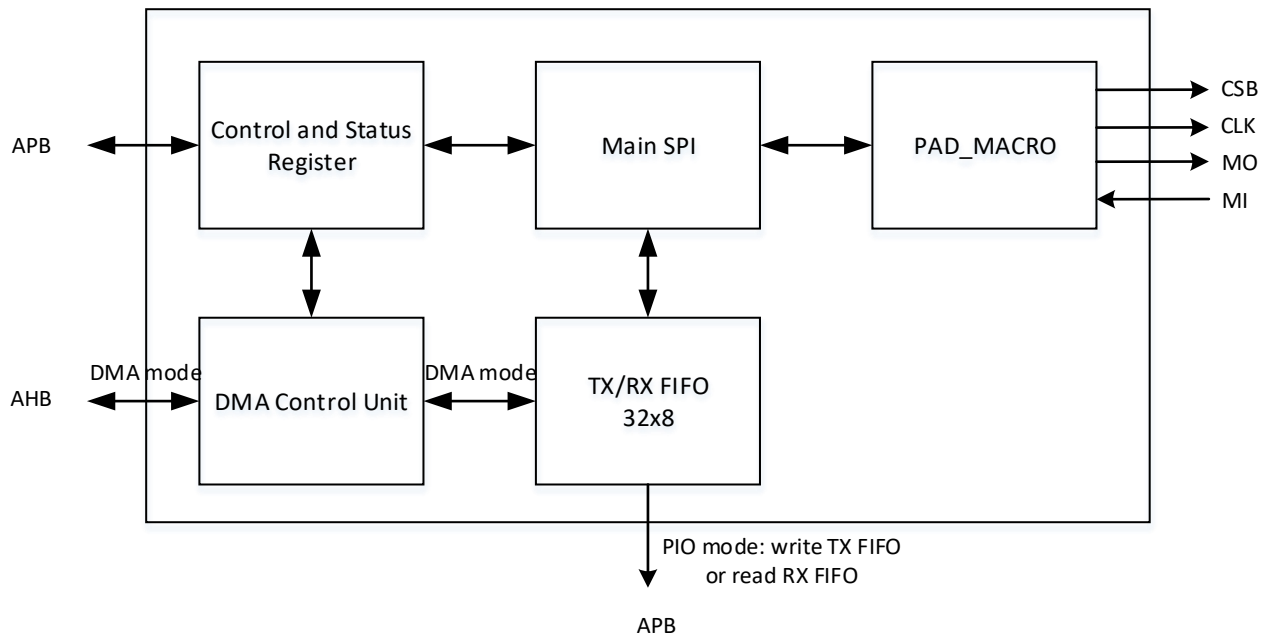 APB
Control and Status
Register
Main SPI
PAD_MACRO
CSB
CLK
MO
MI
AHB
DMA mode
DMA Control Unit
DMA mode
TX/RX FIFO
32x8
PIO mode: write TX FIFO
or read RX FIFO
APB